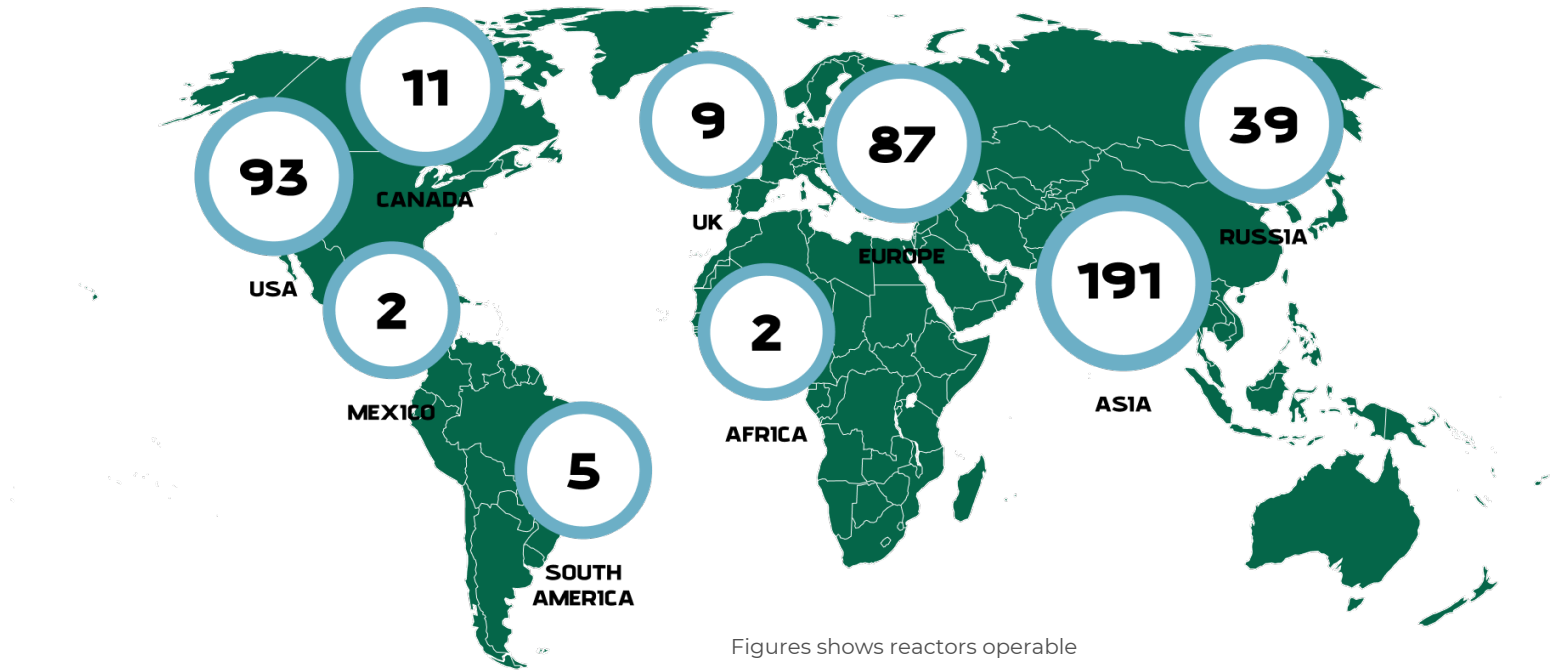 11
CANADA
93
USA
2
MEXICO
5
SOUTH
AMERICA
9
UK
87
EUROPE
2
AFRICA
39
RUSSIA
191
ASIA
Figures shows reactors operable